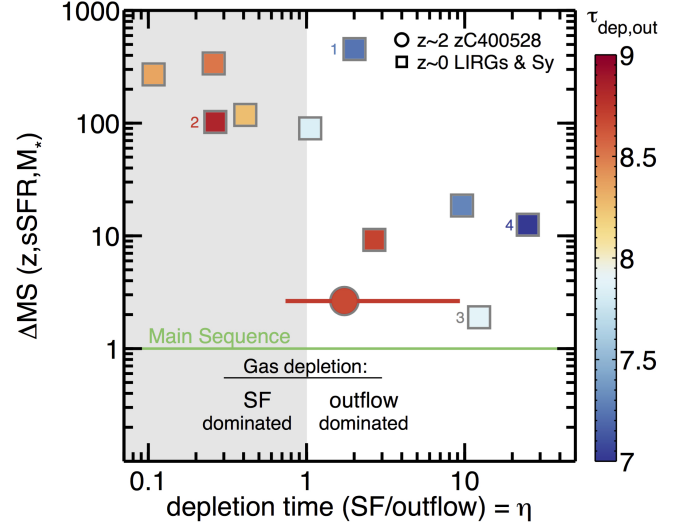 τdep,out
1000
100
10
1
ΔMS (z,sSFR,M*)
z~2 zC400528
z~0 LIRGs & Sy
1
2
3
4
Main Sequence
Gas depletion:
SF dominated
outflow dominated
0.1
1
10
depletion time (SF/outflow) = η
9
8.5
8
7.5
7